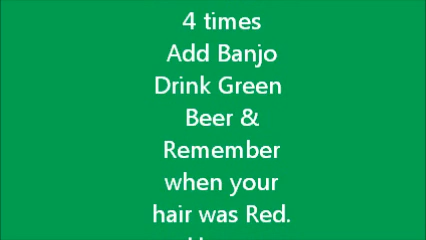 4 times
Add Banjo
Drink Green
Beer &
Remember
when your
hair was Red.